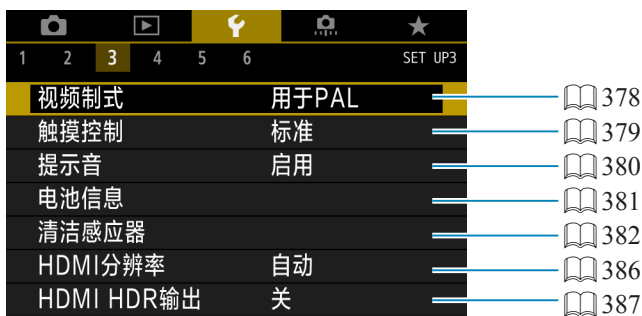 1 2 3 4 5 6 SET UP3
视频制式 用于PAL 378
触摸控制 标准 379
提示音 启用 380
电池信息 381
清洁感应器 382
HDMI分辨率 自动 386
HDMI HDR输出 关 387